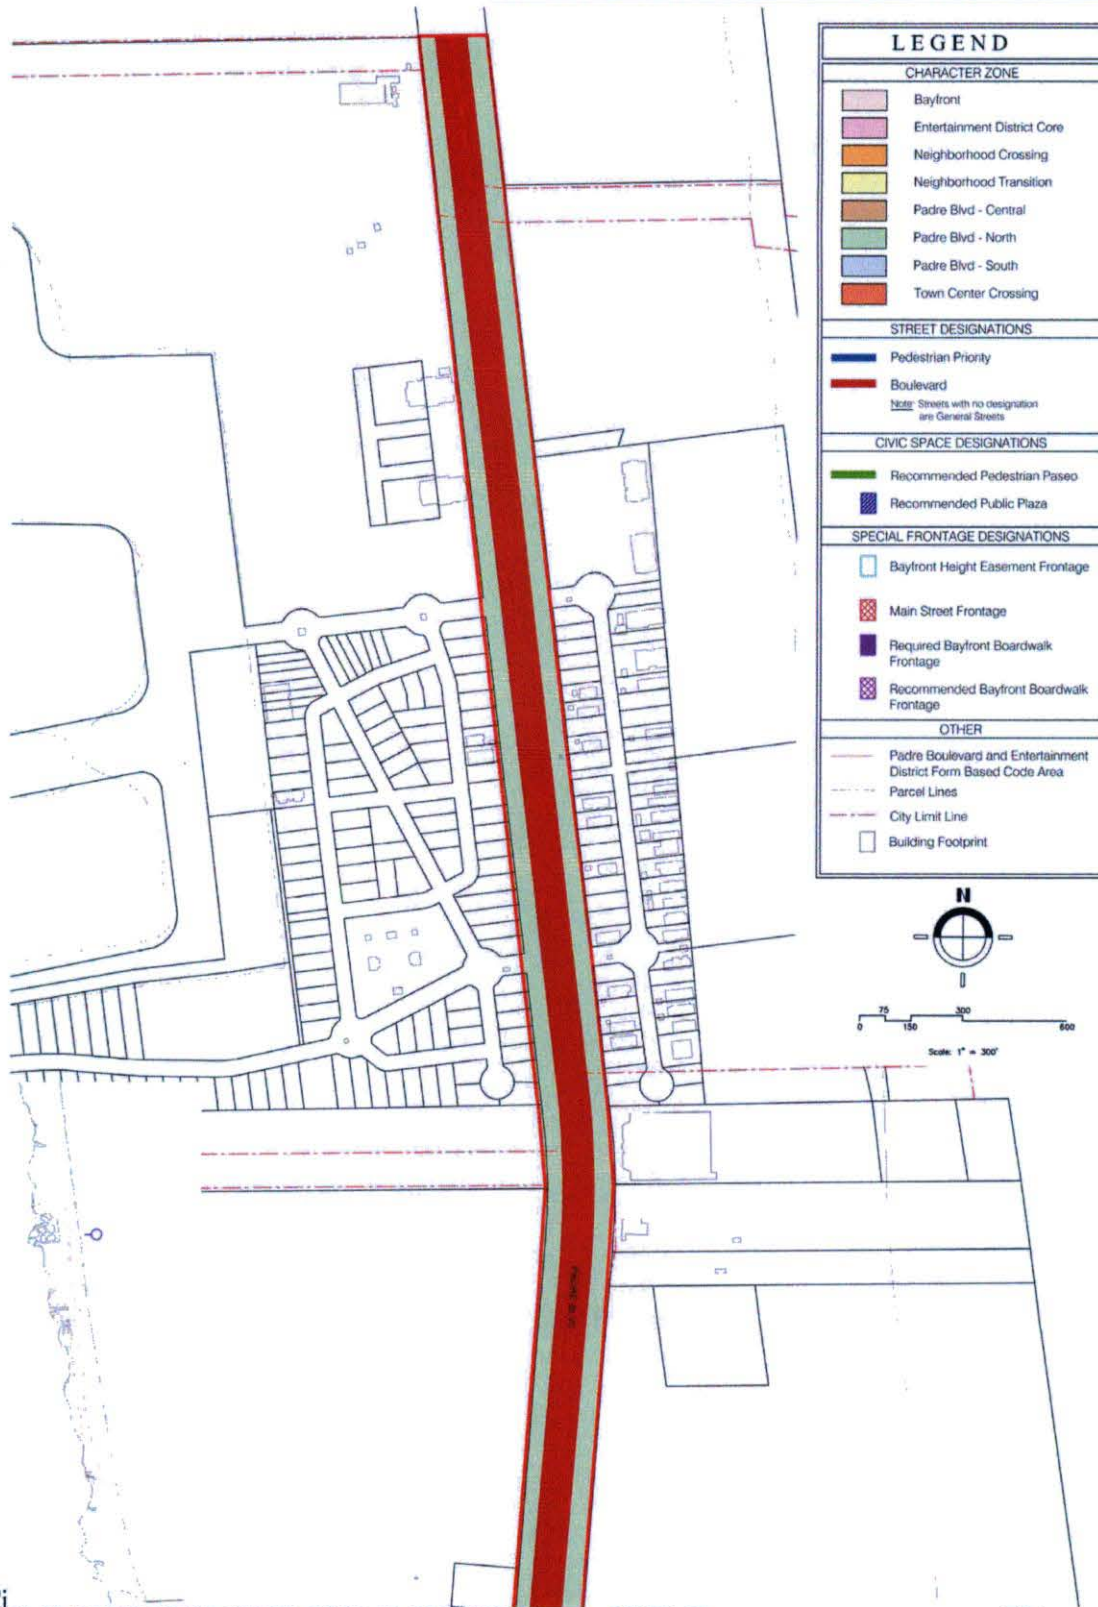 LEGEND
CHARACTER ZONE
Bayfront
Entertainment District Core
Neighborhood Crossing
Neighborhood Transition
Padre Blvd - Central
Padre Blvd - North
Padre Blvd - South
Town Center Crossing
STREET DESIGNATIONS
Pedestrian Priority
Boulevard
Note: Streets with no designation
are General Streets
CIVIC SPACE DESIGNATIONS
Recommended Pedestrian Paseo
Recommended Public Plaza
SPECIAL FRONTAGE DESIGNATIONS
Bayfront Height Easement Frontage
Main Street Frontage
Required Bayfront Boardwalk
Frontage
Recommended Bayfront Boardwalk
Frontage
OTHER
Padre Boulevard and Entertainment
District Form Based Code Area
Parcel Lines
City Limit Line
Building Footprint
N
75 300
0 150 600
Scale: 1" = 300'
PADRE BLVD